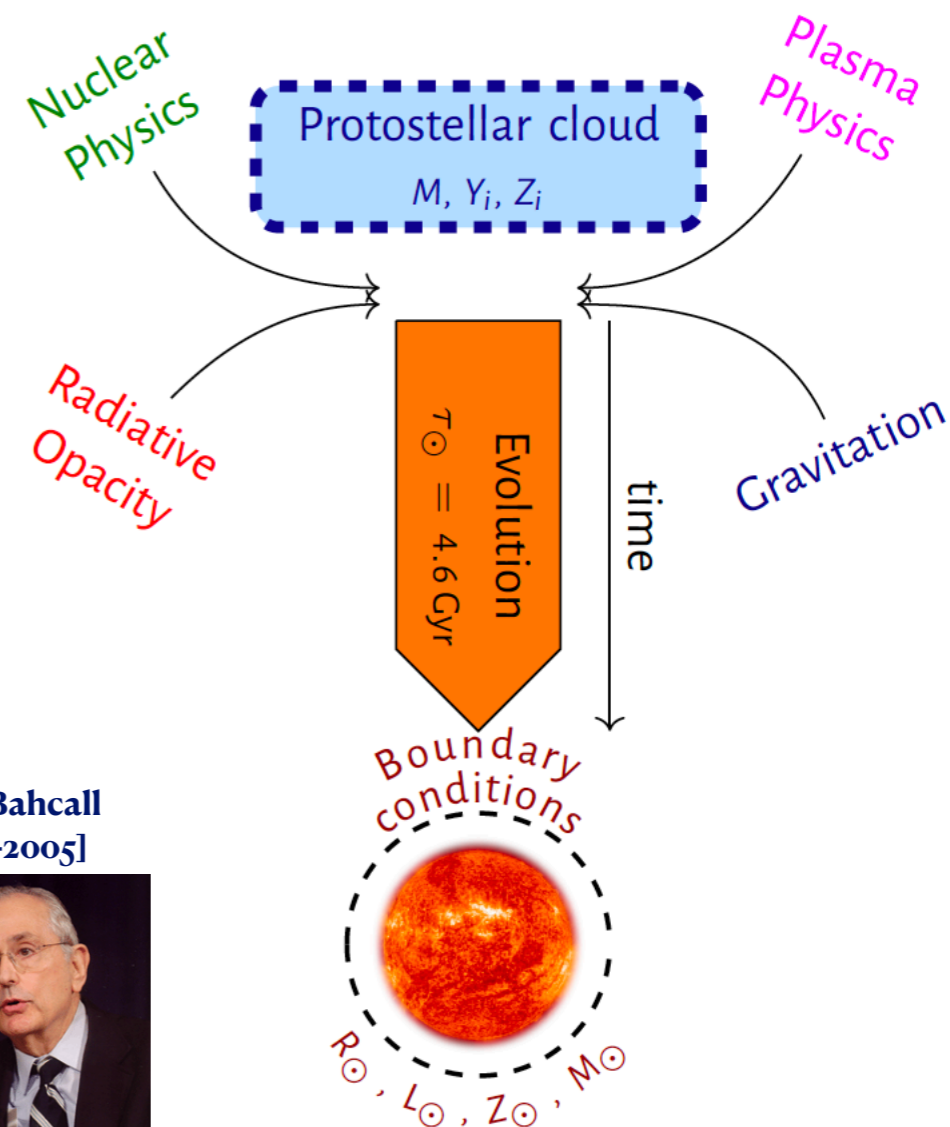 Nuclear
Physics
Plasma
Physics
Protostellar cloud
M, Yᵢ, Zᵢ
Radiative
Opacity
Gravitation
Evolution
τ☉ = 4.6 Gyr
time
Boundary
conditions
Bahcall
-2005]
R☉, L☉, Z☉, M☉